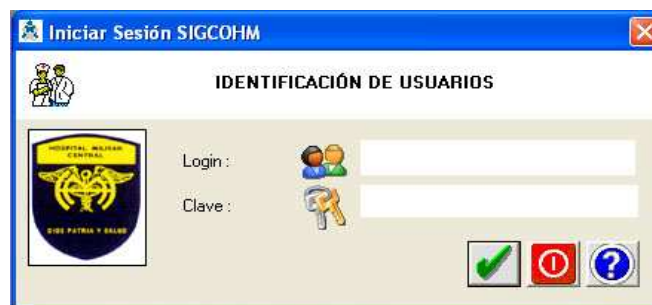 Iniciar Sesión SIGCOHM
IDENTIFICACIÓN DE USUARIOS
HOSPITAL MILITAR
CENTRAL
Login :
Clave :
DIOS PATRIA Y SALUD